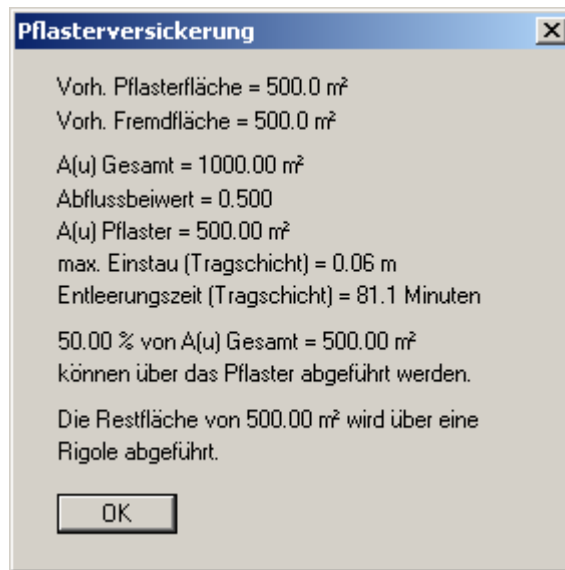 Pflasterversickerung
Vorh. Pflasterfläche = 500.0 m²
Vorh. Fremdfläche = 500.0 m²
A(u) Gesamt = 1000.00 m²
Abflussbeiwert = 0.500
A(u) Pflaster = 500.00 m²
max. Einstau (Tragschicht) = 0.06 m
Entleerungszeit (Tragschicht) = 81.1 Minuten
50.00 % von A(u) Gesamt = 500.00 m²
können über das Pflaster abgeführt werden.
Die Restfläche von 500.00 m² wird über eine
Rigole abgeführt.
OK